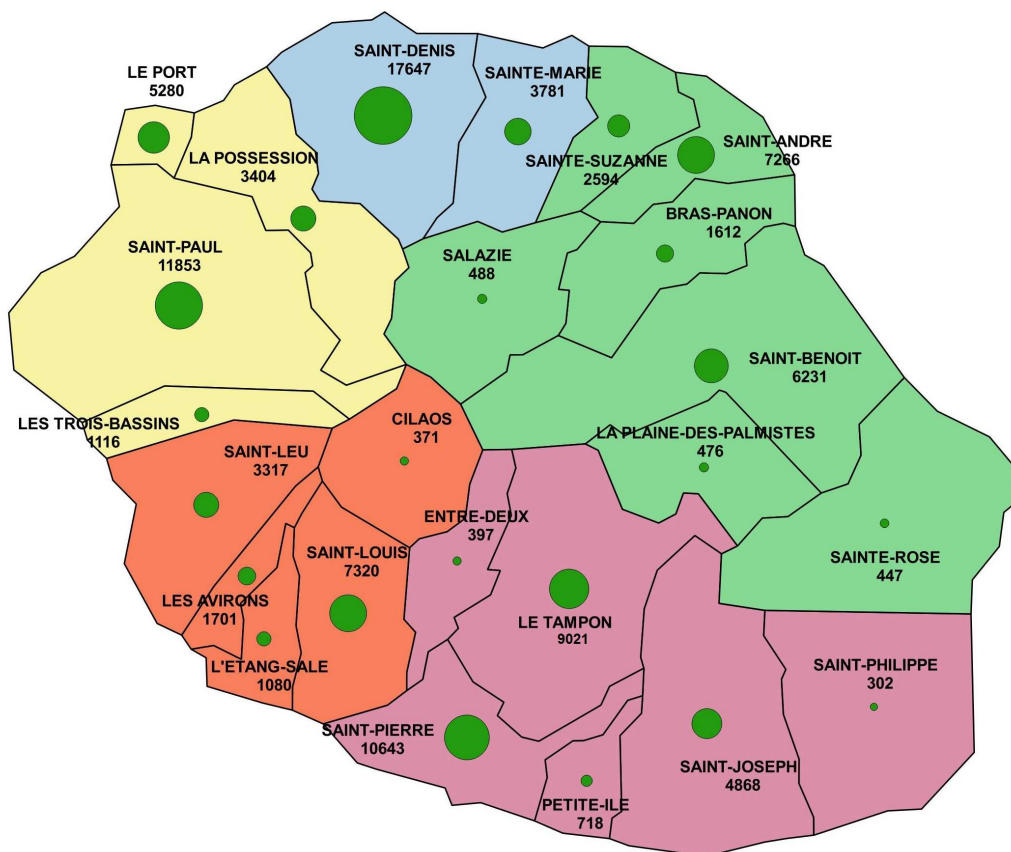 SAINT-DENIS
17647
LE PORT
5280
SAINTE-MARIE
3781
LA POSSESSION
3404
SAINTE-SUZANNE
2594
SAINT-ANDRE
7266
BRAS-PANON
1612
SAINT-PAUL
11853
SALAZIE
488
SAINT-BENOIT
6231
LES TROIS-BASSINS
1116
CILAOS
371
LA PLAINE-DES-PALMISTES
476
SAINT-LEU
3317
ENTRE-DEUX
397
SAINT-LOUIS
7320
SAINTE-ROSE
447
LES AVIRONS
1701
LE TAMPON
9021
L'ETANG-SALE
1080
SAINT-PHILIPPE
302
SAINT-PIERRE
10643
SAINT-JOSEPH
4868
PETITE-ILE
718